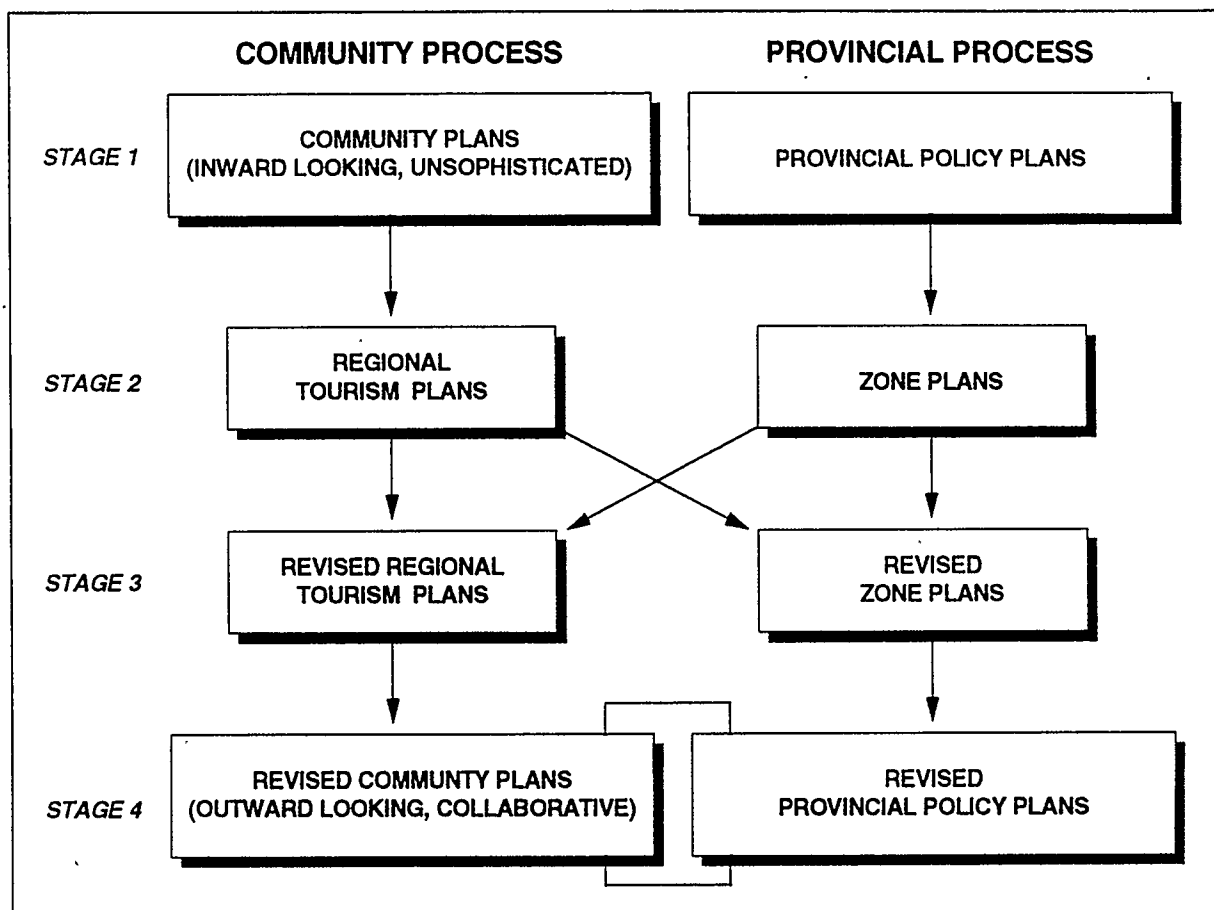 COMMUNITY PROCESS
PROVINCIAL PROCESS
STAGE 1
COMMUNITY PLANS
(INWARD LOOKING, UNSOPHISTICATED)
PROVINCIAL POLICY PLANS
STAGE 2
REGIONAL
TOURISM PLANS
ZONE PLANS
STAGE 3
REVISED REGIONAL
TOURISM PLANS
REVISED
ZONE PLANS
STAGE 4
REVISED COMMUNTY PLANS
(OUTWARD LOOKING, COLLABORATIVE)
REVISED
PROVINCIAL POLICY PLANS